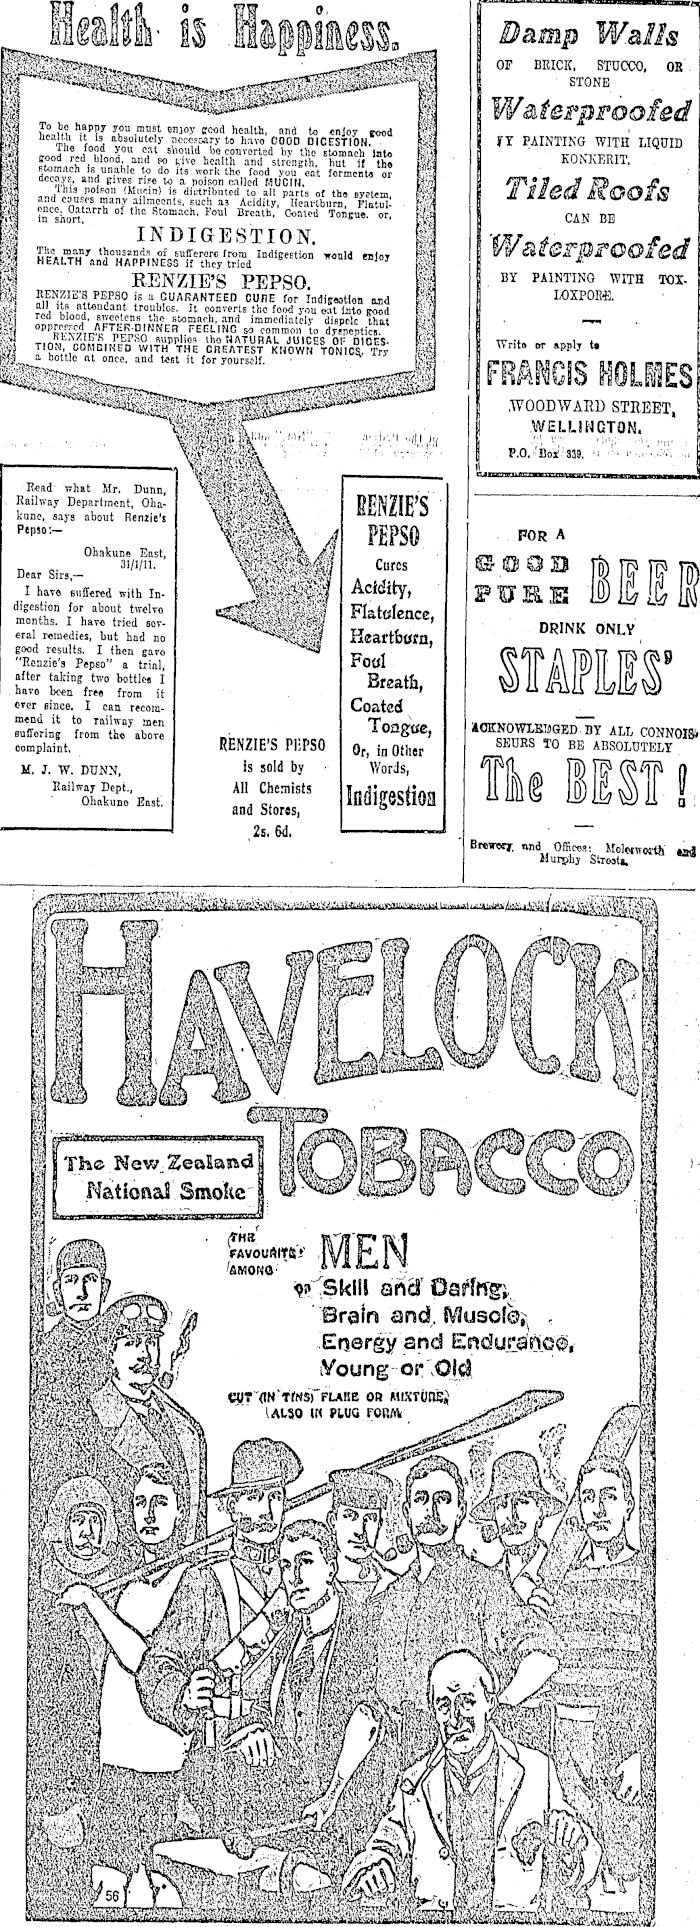 Health is Happiness.
To be happy you must enjoy good health, and to enjoy good
health it is absolutely necessary to have GOOD DIGESTION.
The food you eat should be converted by the stomach into
good red blood, and so give health and strength, but if the
stomach is unable to do its work the food you eat ferments or
decays, and gives rise to a poison called MUCIN.
This poison (Mucin) is distributed to all parts of the system,
and causes many ailments, such as Acidity, Heartburn, Flatul-
ence, Catarrh of the Stomach, Foul Breath, Coated Tongue, or,
in short,
INDIGESTION.
The many thousands of sufferers from Indigestion would enjoy
HEALTH and HAPPINESS if they tried
RENZIE'S PEPSO.
RENZIE'S PEPSO is a GUARANTEED CURE for Indigestion and
all its attendant troubles. It converts the food you eat into good
red blood, sweetens the stomach, and immediately dispels that
oppressed AFTER-DINNER FEELING so common to dyspeptics.
RENZIE'S PEPSO supplies the NATURAL JUICES OF DIGES-
TION, COMBINED WITH THE GREATEST KNOWN TONICS. Try
a bottle at once, and test it for yourself.
Read what Mr. Dunn,
Railway Department, Oha-
kune, says about Renzie's
Pepso:—
Ohakune East,
31/1/11.
Dear Sirs,—
I have suffered with In-
digestion for about twelve
months. I have tried sev-
eral remedies, but had no
good results. I then gave
"Renzie's Pepso" a trial,
after taking two bottles I
have been free from it
ever since. I can recom-
mend it to railway men
suffering from the above
complaint.
M. J. W. DUNN,
Railway Dept.,
Ohakune East.
RENZIE'S PEPSO
is sold by
All Chemists
and Stores,
2s. 6d.
RENZIE'S
PEPSO
Cures
Acidity,
Flatulence,
Heartburn,
Foul
Breath,
Coated
Tongue,
Or, in Other
Words,
Indigestion
Damp Walls
OF BRICK, STUCCO, OR
STONE
Waterproofed
BY PAINTING WITH LIQUID
KONKERIT.
Tiled Roofs
CAN BE
Waterproofed
BY PAINTING WITH TOX-
LOXPORE.
Write or apply to
FRANCIS HOLMES
WOODWARD STREET,
WELLINGTON.
P.O. Box 339.
FOR A
GOOD PURE BEER
DRINK ONLY
STAPLES'
ACKNOWLEDGED BY ALL CONNOIS-
SEURS TO BE ABSOLUTELY
The BEST!
Brewery and Offices: Molesworth and
Murphy Streets.
HAVELOCK
TOBACCO
The New Zealand
National Smoke
THE
FAVOURITE
AMONG
MEN
OF Skill and Daring,
Brain and Muscle,
Energy and Endurance,
Young or Old
CUT (IN TINS) FLAKE OR MIXTURE,
ALSO IN PLUG FORM
56